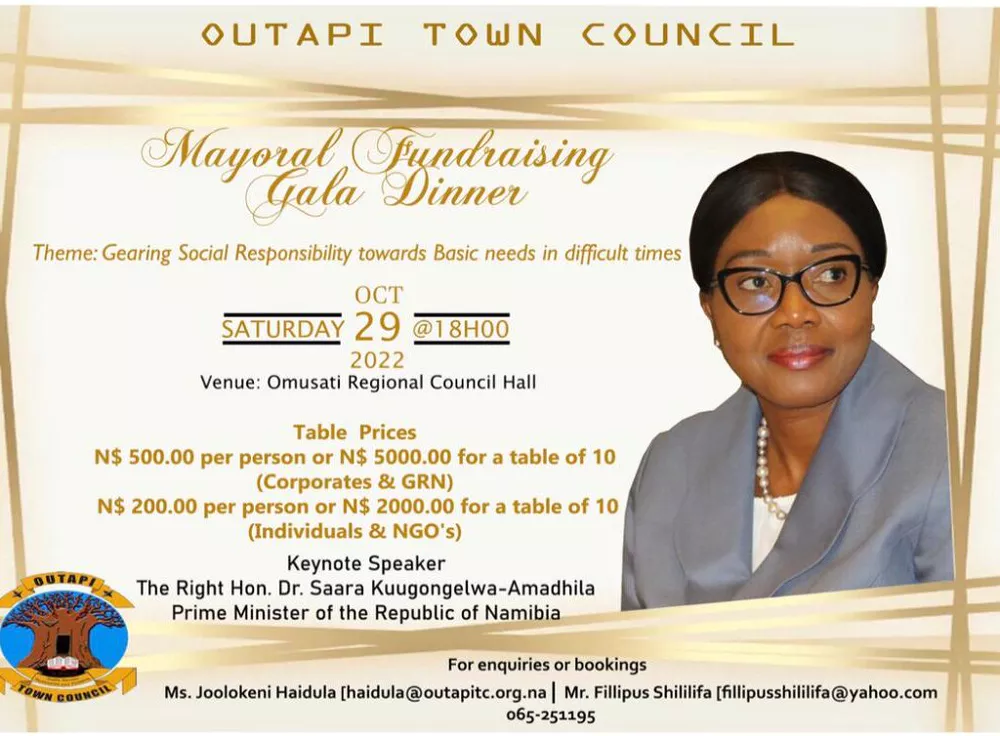 OUTAPI TOWN COUNCIL
Mayoral Fundraising
Gala Dinner
Theme: Gearing Social Responsibility towards Basic needs in difficult times
OCT
SATURDAY 29 @18H00
2022
Venue: Omusati Regional Council Hall
Table Prices
N$ 500.00 per person or N$ 5000.00 for a table of 10
(Corporates & GRN)
N$ 200.00 per person or N$ 2000.00 for a table of 10
(Individuals & NGO's)
Keynote Speaker
The Right Hon. Dr. Saara Kuugongelwa-Amadhila
Prime Minister of the Republic of Namibia
OUTAPI
TOWN COUNCIL
For enquiries or bookings
Ms. Joolokeni Haidula [haidula@outapitc.org.na | Mr. Fillipus Shililifa [fillipusshililifa@yahoo.com
065-251195